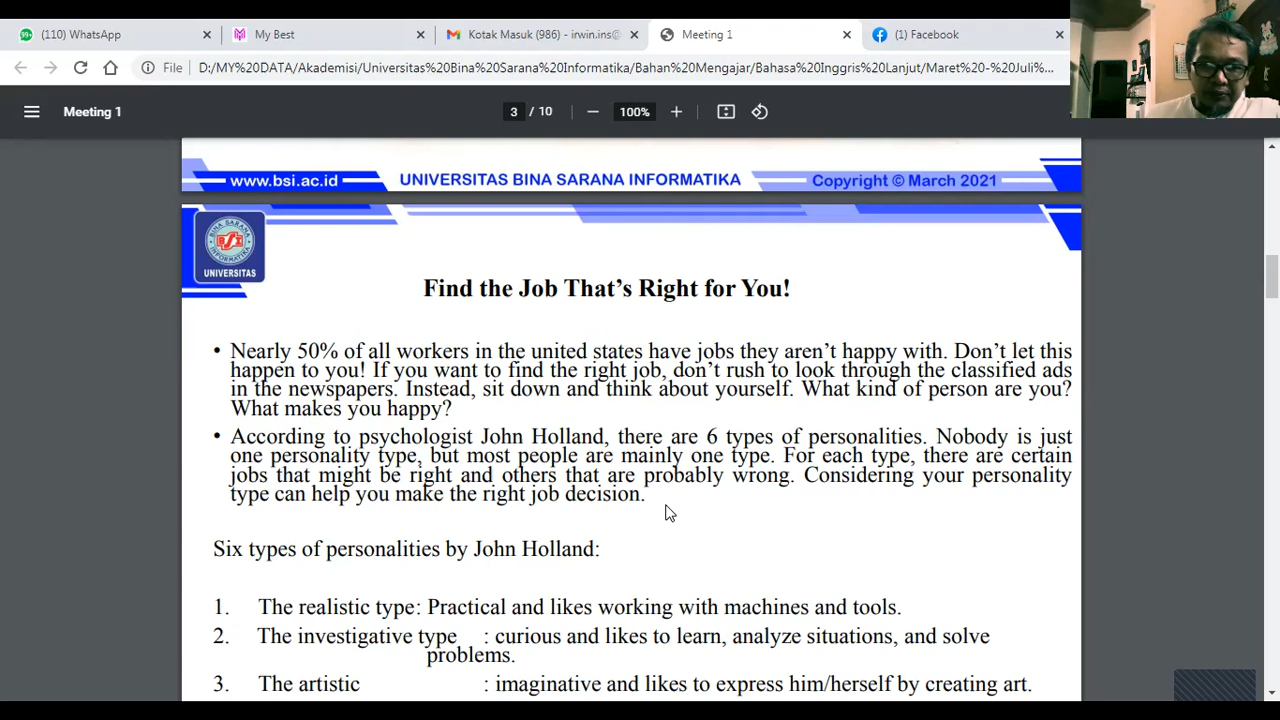 (110) WhatsApp
My Best
Kotak Masuk (986) - irwin.ins@
Meeting 1
(1) Facebook
File
D:/MY%20DATA/Akademisi/Universitas%20Bina%20Sarana%20Informatika/Bahan%20Mengajar/Bahasa%20Inggris%20Lanjut/Maret%20-%20Juli%...
Meeting 1
3 / 10
100%
www.bsi.ac.id
UNIVERSITAS BINA SARANA INFORMATIKA
Copyright © March 2021
BINA SARANA
INFORMATIKA
BSI
UNIVERSITAS
Find the Job That's Right for You!
• Nearly 50% of all workers in the united states have jobs they aren't happy with. Don't let this
happen to you! If you want to find the right job, don't rush to look through the classified ads
in the newspapers. Instead, sit down and think about yourself. What kind of person are you?
What makes you happy?
• According to psychologist John Holland, there are 6 types of personalities. Nobody is just
one personality type, but most people are mainly one type. For each type, there are certain
jobs that might be right and others that are probably wrong. Considering your personality
type can help you make the right job decision.
Six types of personalities by John Holland:
1. The realistic type: Practical and likes working with machines and tools.
2. The investigative type : curious and likes to learn, analyze situations, and solve
problems.
3. The artistic : imaginative and likes to express him/herself by creating art.